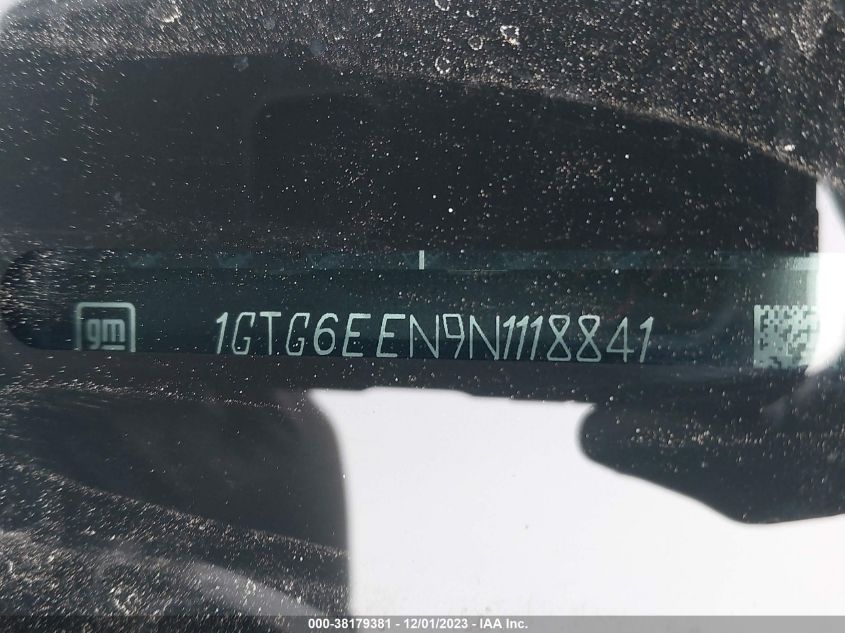 gm 1GTG6EEN9N1118841
000-38179381 - 12/01/2023 - IAA Inc.